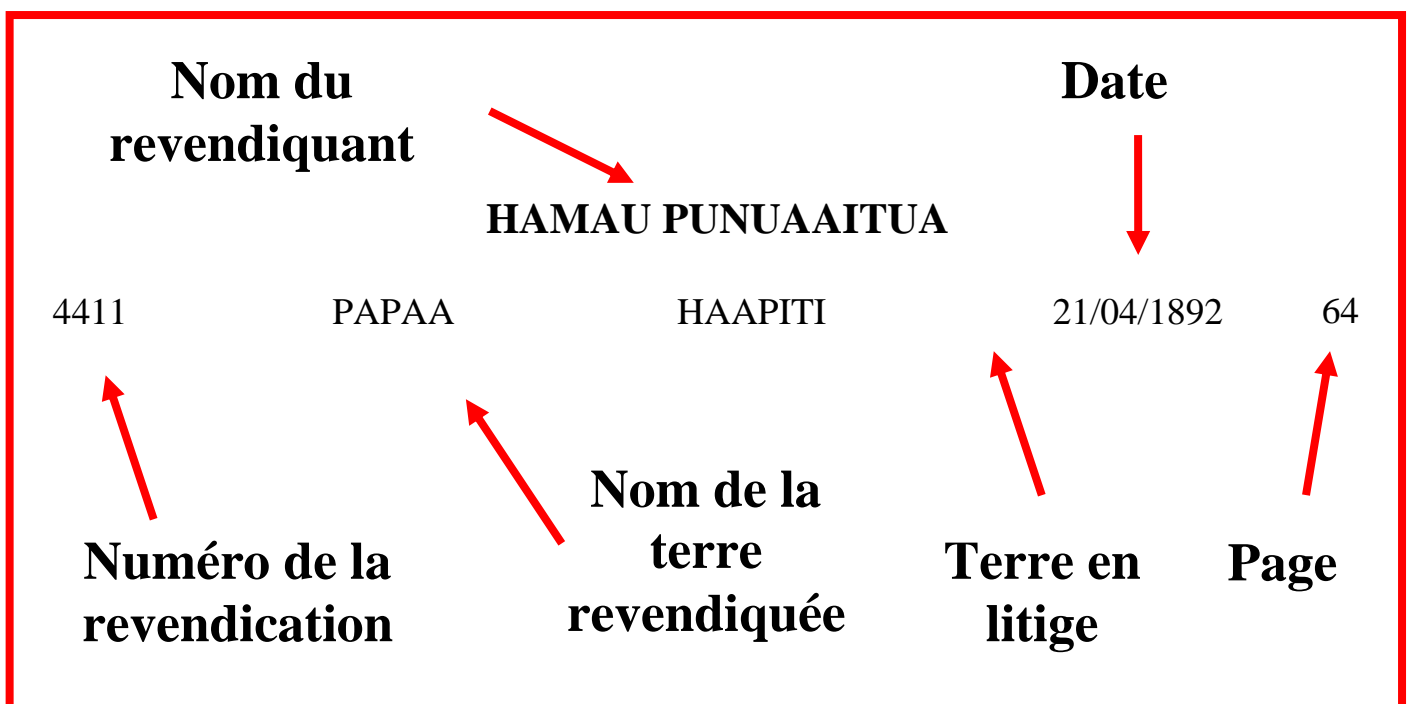 Nom du
revendiquant
Date
HAMAU PUNUAAITUA
4411 PAPAA HAAPITI 21/04/1892 64
Numéro de la
revendication
Nom de la
terre
revendiquée
Terre en
litige
Page